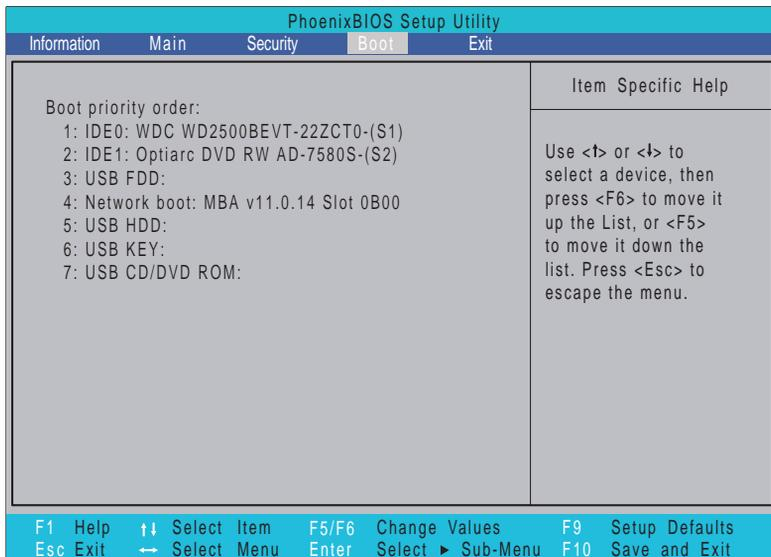 PhoenixBIOS Setup Utility
Information Main Security Boot Exit
Boot priority order:
1: IDE0: WDC WD2500BEVT-22ZCT0-(S1)
2: IDE1: Optiarc DVD RW AD-7580S-(S2)
3: USB FDD:
4: Network boot: MBA v11.0.14 Slot 0B00
5: USB HDD:
6: USB KEY:
7: USB CD/DVD ROM:
Item Specific Help
Use <↑> or <↓> to
select a device, then
press <F6> to move it
up the List, or <F5>
to move it down the
list. Press <Esc> to
escape the menu.
F1 Help ↑↓ Select Item F5/F6 Change Values F9 Setup Defaults
Esc Exit ↔ Select Menu Enter Select ► Sub-Menu F10 Save and Exit